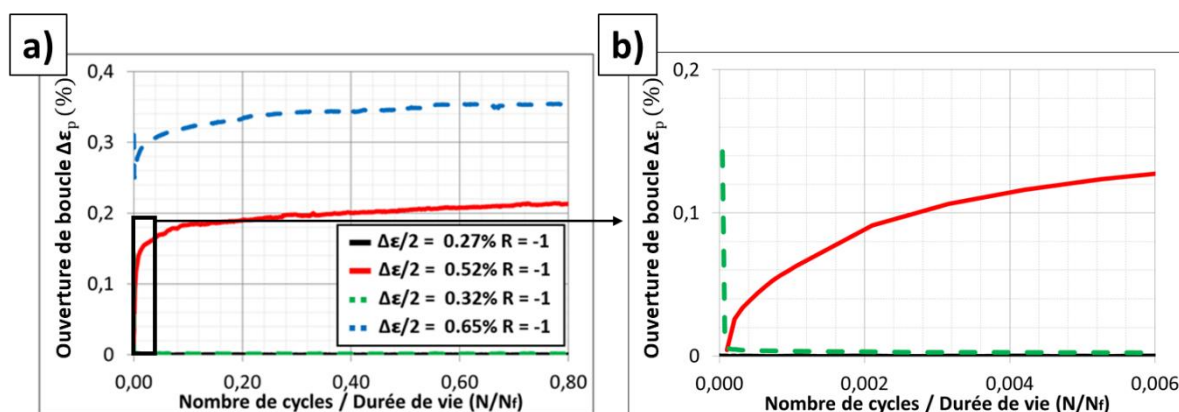 a)
Ouverture de boucle Δεₚ (%)
0,4
0,3
0,2
0,1
0
0,00
0,20
0,40
0,60
0,80
Nombre de cycles / Durée de vie (N/Nf)
Δε/2 = 0.27% R = -1
Δε/2 = 0.52% R = -1
Δε/2 = 0.32% R = -1
Δε/2 = 0.65% R = -1
b)
Ouverture de boucle Δεₚ (%)
0,2
0,1
0
0,000
0,002
0,004
0,006
Nombre de cycles / Durée de vie (N/Nf)